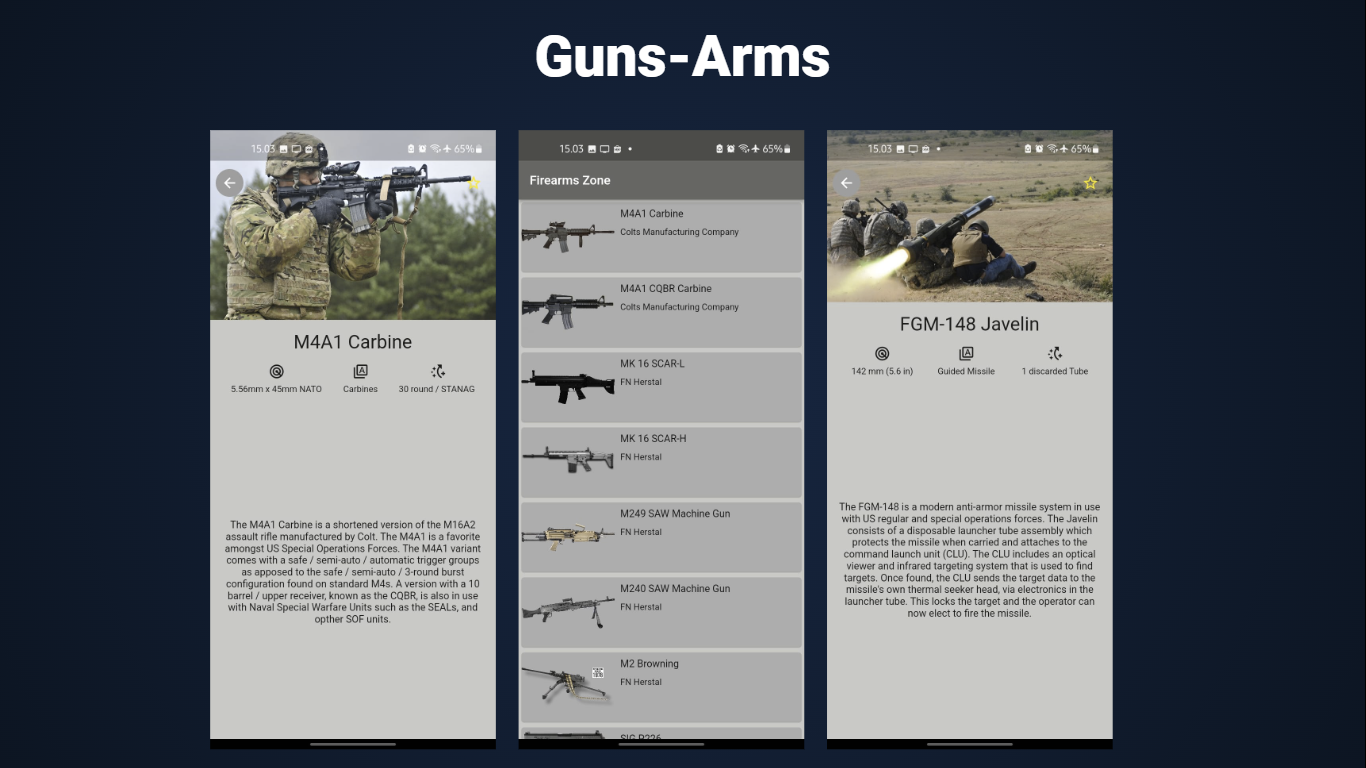 Guns-Arms
15.03
65%
M4A1 Carbine
5.56mm x 45mm NATO
Carbines
30 round / STANAG
The M4A1 Carbine is a shortened version of the M16A2
assault rifle manufactured by Colt. The M4A1 is a favorite
amongst US Special Operations Forces. The M4A1 variant
comes with a safe / semi-auto / automatic trigger groups
as apposed to the safe / semi-auto / 3-round burst
configuration found on standard M4s. A version with a 10
barrel / upper receiver, known as the CQBR, is also in use
with Naval Special Warfare Units such as the SEALs, and
opther SOF units.
15.03
65%
Firearms Zone
M4A1 Carbine
Colts Manufacturing Company
M4A1 CQBR Carbine
Colts Manufacturing Company
MK 16 SCAR-L
FN Herstal
MK 16 SCAR-H
FN Herstal
M249 SAW Machine Gun
FN Herstal
M240 SAW Machine Gun
FN Herstal
M2 Browning
FN Herstal
SIG P226
15.03
65%
FGM-148 Javelin
142 mm (5.6 in)
Guided Missile
1 discarded Tube
The FGM-148 is a modern anti-armor missile system in use
with US regular and special operations forces. The Javelin
consists of a disposable launcher tube assembly which
protects the missile when carried and attaches to the
command launch unit (CLU). The CLU includes an optical
viewer and infrared targeting system that is used to find
targets. Once found, the CLU sends the target data to the
missile's own thermal seeker head, via electronics in the
launcher tube. This locks the target and the operator can
now elect to fire the missile.